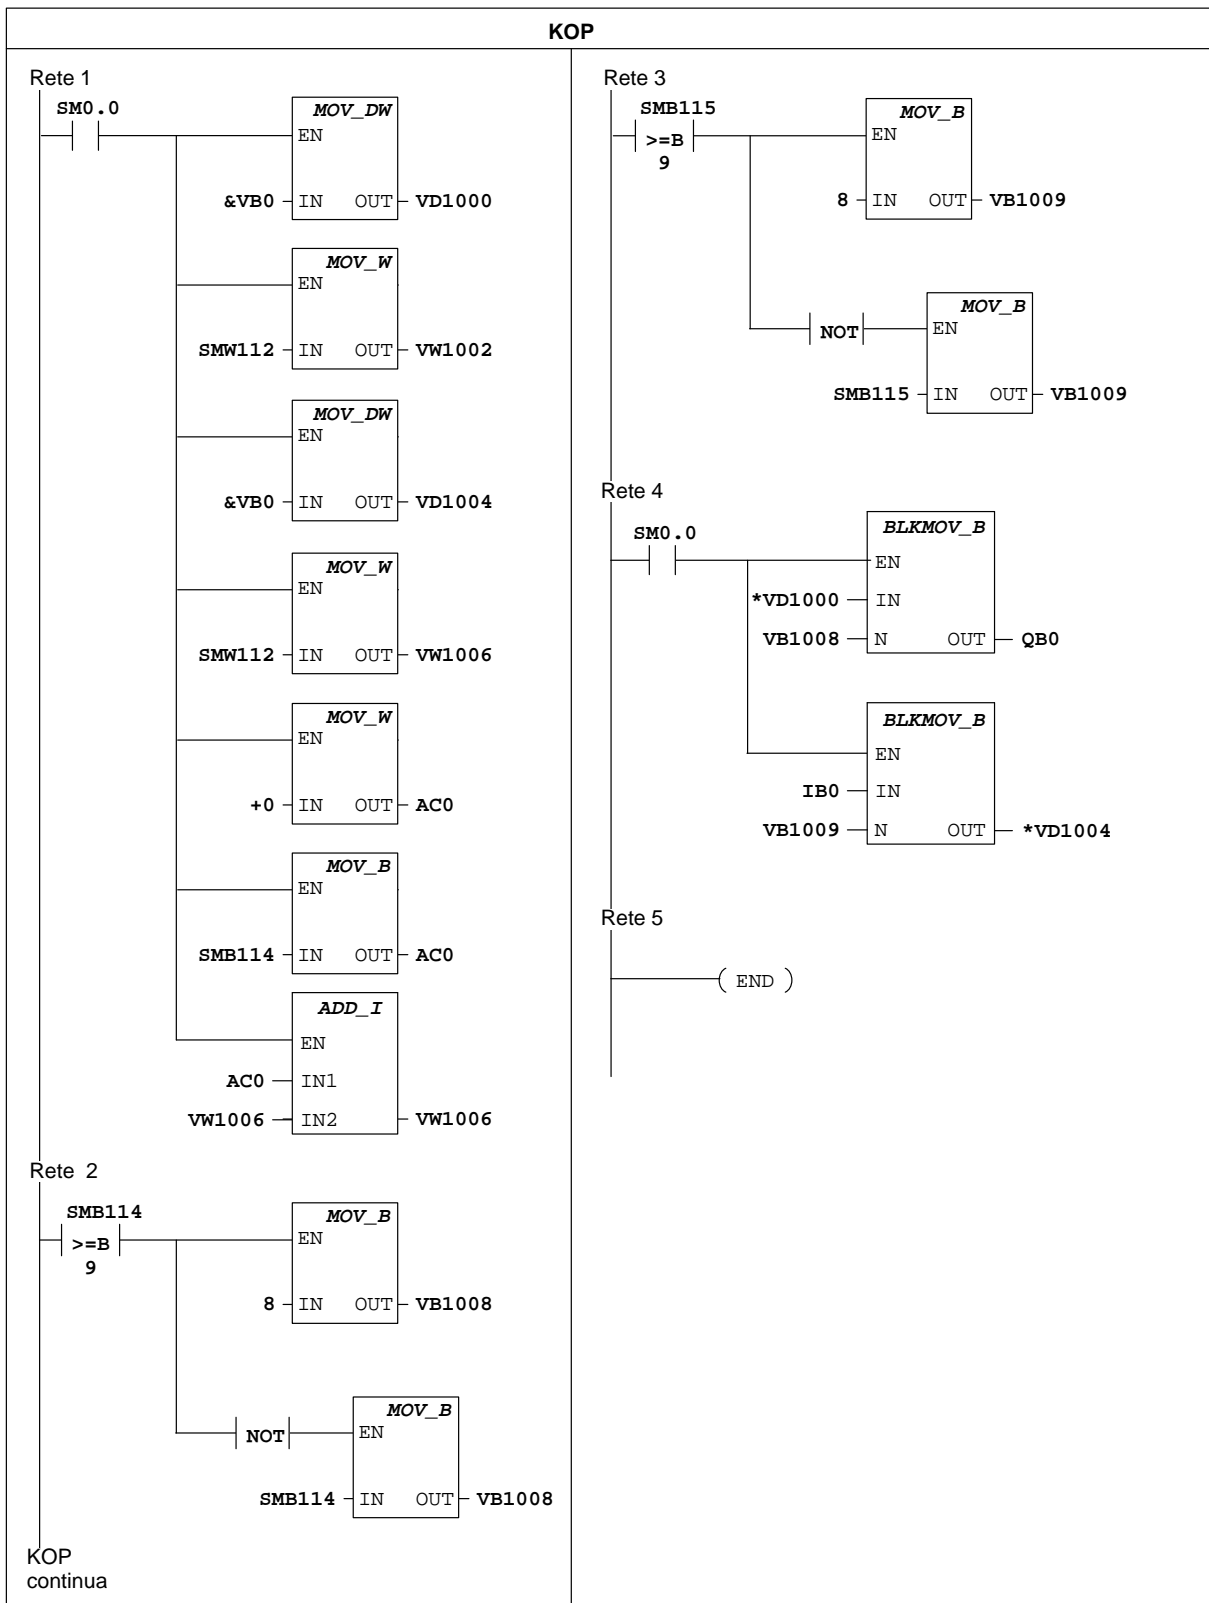 KOP
Rete 1
SM0.0
MOV_DW
EN
&VB0 IN OUT VD1000
MOV_W
EN
SMW112 IN OUT VW1002
MOV_DW
EN
&VB0 IN OUT VD1004
MOV_W
EN
SMW112 IN OUT VW1006
MOV_W
EN
+0 IN OUT AC0
MOV_B
EN
SMB114 IN OUT AC0
ADD_I
EN
AC0 IN1
VW1006 IN2 VW1006
Rete 2
SMB114
>=B
9
MOV_B
EN
8 IN OUT VB1008
NOT
MOV_B
EN
SMB114 IN OUT VB1008
KOP
continua
Rete 3
SMB115
>=B
9
MOV_B
EN
8 IN OUT VB1009
NOT
MOV_B
EN
SMB115 IN OUT VB1009
Rete 4
SM0.0
BLKMOV_B
EN
*VD1000 IN
VB1008 N OUT QB0
BLKMOV_B
EN
IB0 IN
VB1009 N OUT *VD1004
Rete 5
( END )